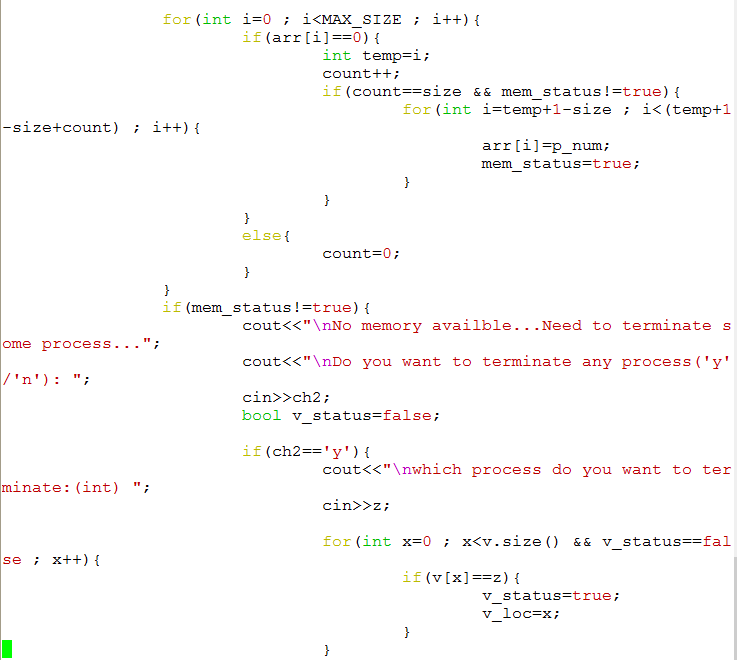 for(int i=0 ; i<MAX_SIZE ; i++){
if(arr[i]==0){
int temp=i;
count++;
if(count==size && mem_status!=true){
for(int i=temp+1-size ; i<(temp+1
-size+count) ; i++){
arr[i]=p_num;
mem_status=true;
}
}
}
else{
count=0;
}
}
if(mem_status!=true){
cout<<"\nNo memory availble...Need to terminate s
ome process...";
cout<<"\nDo you want to terminate any process('y'
/'n'): ";
cin>>ch2;
bool v_status=false;
if(ch2=='y'){
cout<<"\nwhich process do you want to ter
minate:(int) ";
cin>>z;
for(int x=0 ; x<v.size() && v_status==fal
se ; x++){
if(v[x]==z){
v_status=true;
v_loc=x;
}
}